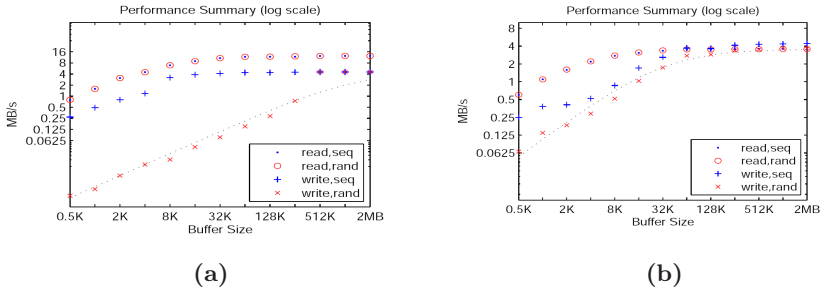 Performance Summary (log scale)
16
8
4
2
1
0.5
0.25
0.125
0.0625
MB/s
read,seq
read,rand
write,seq
write,rand
0.5K 2K 8K 32K 128K 512K 2MB
Buffer Size
(a)
Performance Summary (log scale)
8
4
2
1
0.5
0.25
0.125
0.0625
MB/s
read,seq
read,rand
write,seq
write,rand
0.5K 2K 8K 32K 128K 512K 2MB
Buffer Size
(b)